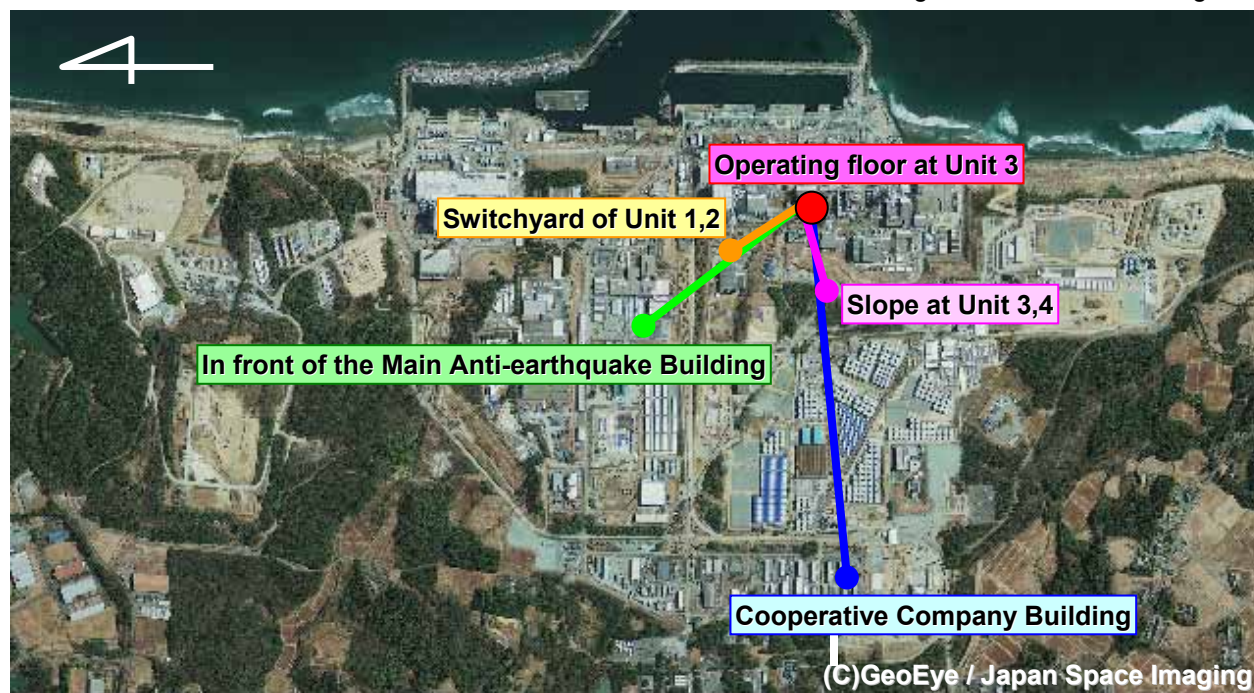 Operating floor at Unit 3
Switchyard of Unit 1,2
Slope at Unit 3,4
In front of the Main Anti-earthquake Building
Cooperative Company Building
(C)GeoEye / Japan Space Imaging